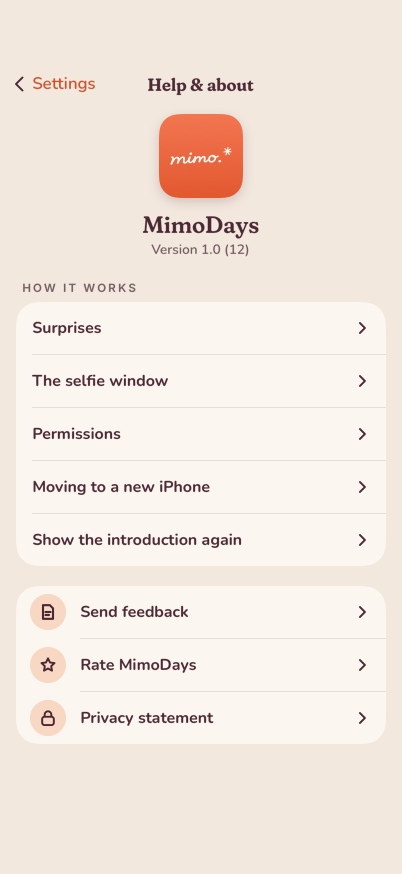 Settings
Help & about
mimo.*
MimoDays
Version 1.0 (12)
HOW IT WORKS
Surprises
The selfie window
Permissions
Moving to a new iPhone
Show the introduction again
Send feedback
Rate MimoDays
Privacy statement